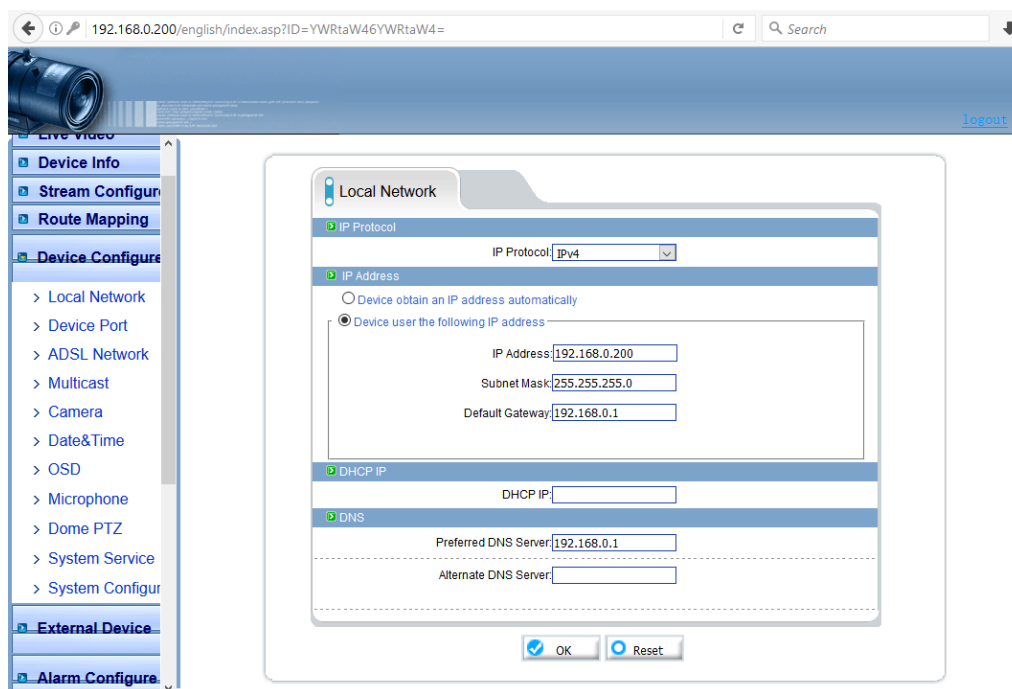 192.168.0.200/english/index.asp?ID=YWRtaW46YWRtaW4=
Search
logout
Live Video
Device Info
Stream Configure
Route Mapping
Device Configure
> Local Network
> Device Port
> ADSL Network
> Multicast
> Camera
> Date&Time
> OSD
> Microphone
> Dome PTZ
> System Service
> System Configur
External Device
Alarm Configure
Local Network
IP Protocol
IP Protocol: IPv4
IP Address
Device obtain an IP address automatically
Device user the following IP address
IP Address: 192.168.0.200
Subnet Mask: 255.255.255.0
Default Gateway: 192.168.0.1
DHCP IP
DHCP IP:
DNS
Preferred DNS Server: 192.168.0.1
Alternate DNS Server:
OK
Reset